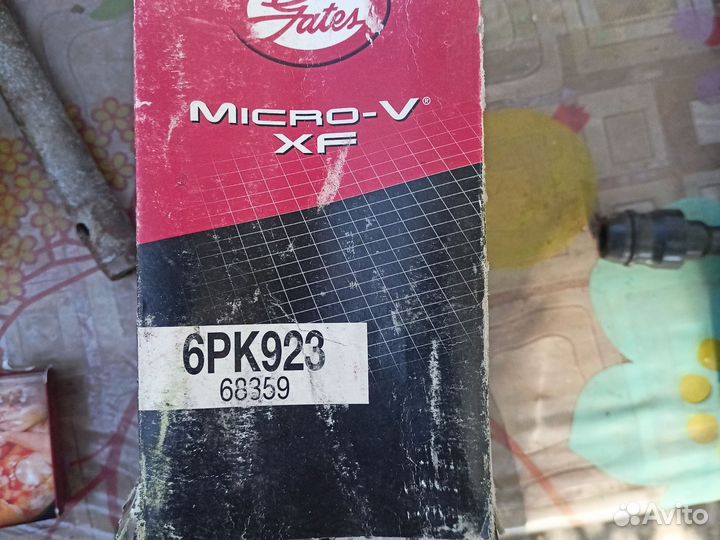 Gates
MICRO-V®
XF
6PK923
68359
Avito